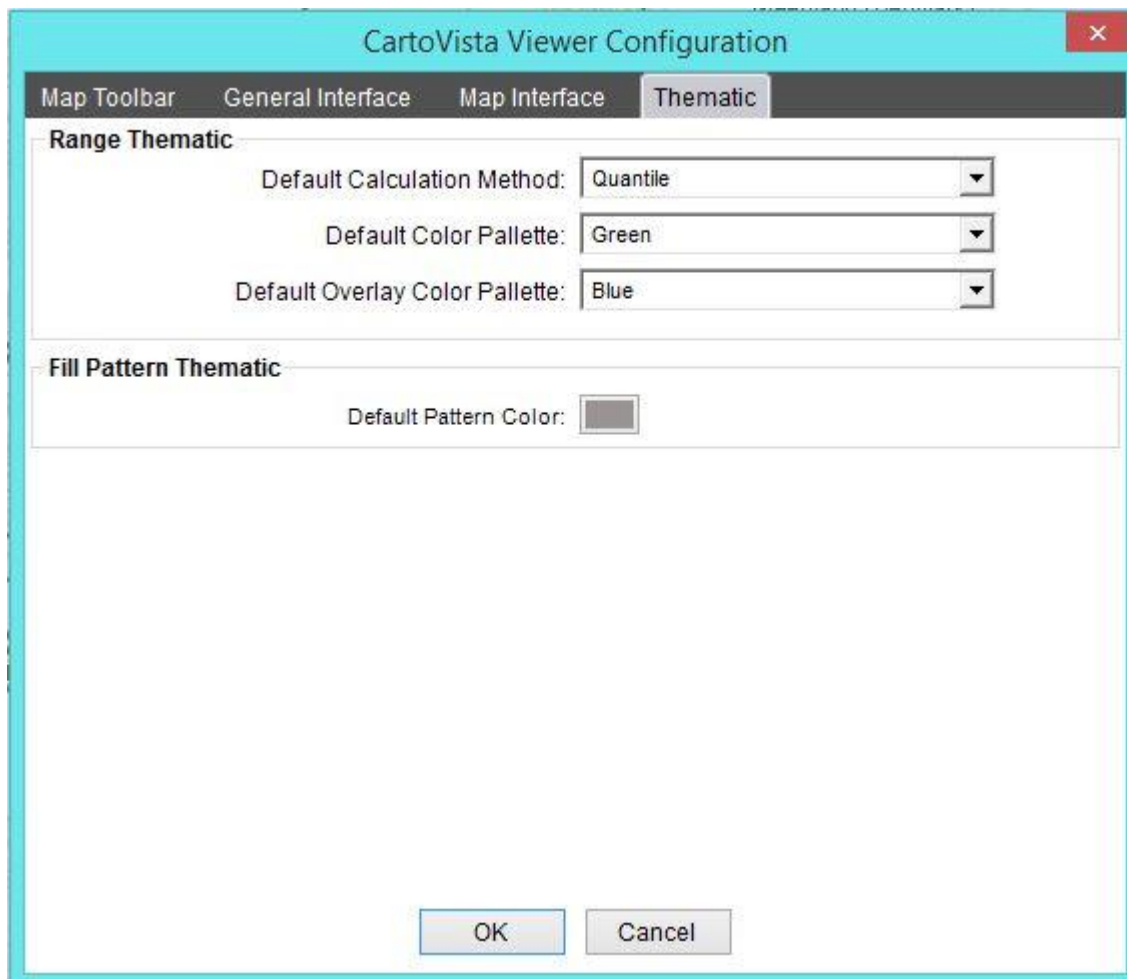 CartoVista Viewer Configuration
Map Toolbar General Interface Map Interface Thematic
Range Thematic
Default Calculation Method: Quantile
Default Color Pallette: Green
Default Overlay Color Pallette: Blue
Fill Pattern Thematic
Default Pattern Color:
OK Cancel